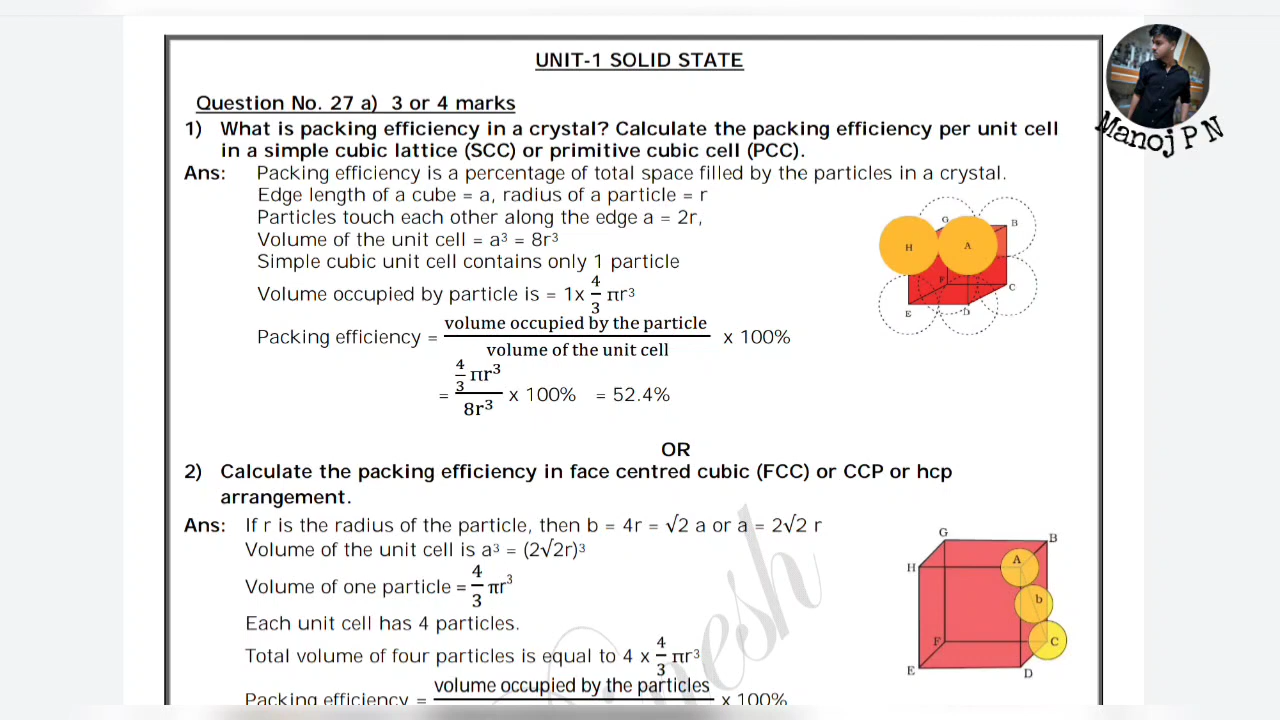 UNIT-1 SOLID STATE
Manoj P N
Question No. 27 a) 3 or 4 marks
1) What is packing efficiency in a crystal? Calculate the packing efficiency per unit cell
in a simple cubic lattice (SCC) or primitive cubic cell (PCC).
Ans: Packing efficiency is a percentage of total space filled by the particles in a crystal.
Edge length of a cube = a, radius of a particle = r
Particles touch each other along the edge a = 2r,
Volume of the unit cell = a³ = 8r³
Simple cubic unit cell contains only 1 particle
Volume occupied by particle is = 1x 4/3 πr³
Packing efficiency = volume occupied by the particle / volume of the unit cell x 100%
= 4/3 πr³ / 8r³ x 100% = 52.4%
G
B
H
A
F
C
E
D
OR
2) Calculate the packing efficiency in face centred cubic (FCC) or CCP or hcp
arrangement.
Ans: If r is the radius of the particle, then b = 4r = √2 a or a = 2√2 r
Volume of the unit cell is a³ = (2√2r)³
Volume of one particle = 4/3 πr³
Each unit cell has 4 particles.
Total volume of four particles is equal to 4 x 4/3 πr³
Packing efficiency = volume occupied by the particles x 100%
G
B
H
A
b
F
C
E
D